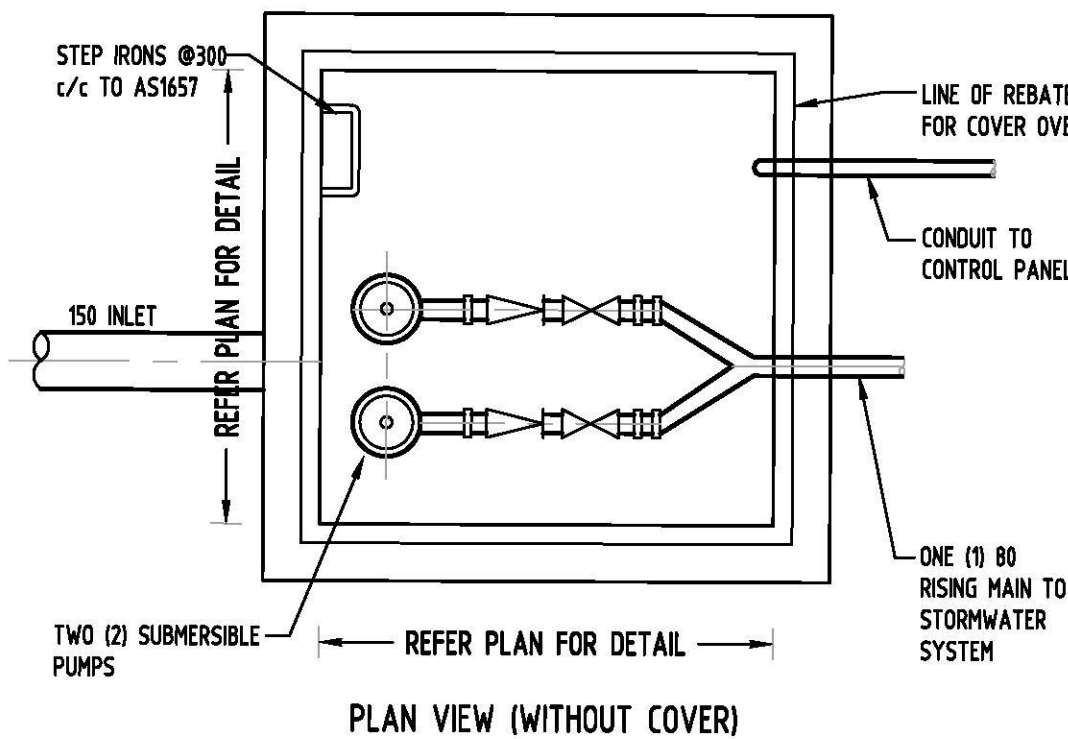 STEP IRONS @300
c/c TO AS1657
LINE OF REBATE
FOR COVER OVE
REFER PLAN FOR DETAIL
CONDUIT TO
CONTROL PANEL
150 INLET
ONE (1) 80
RISING MAIN TO
STORMWATER
SYSTEM
TWO (2) SUBMERSIBLE
PUMPS
REFER PLAN FOR DETAIL
PLAN VIEW (WITHOUT COVER)